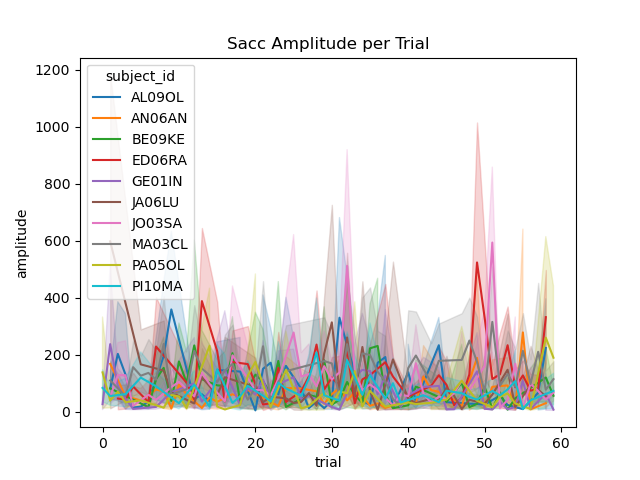 Sacc Amplitude per Trial
amplitude
1200
1000
800
600
400
200
0
subject_id
AL09OL
AN06AN
BE09KE
ED06RA
GE01IN
JA06LU
JO03SA
MA03CL
PA05OL
PI10MA
0 10 20 30 40 50 60
trial